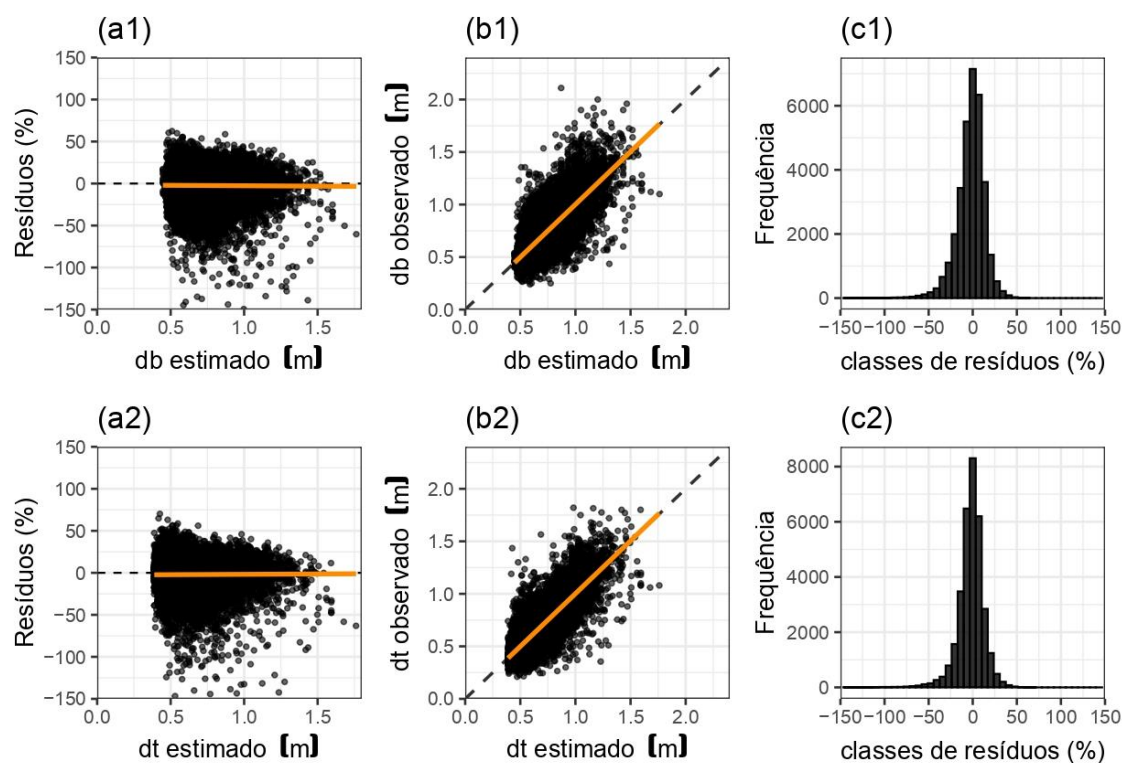 (a1) (b1) (c1)
Resíduos (%)
150
100
50
0
−50
−100
−150
0.0 0.5 1.0 1.5
db estimado (m)
db observado (m)
2.0
1.5
1.0
0.5
0.0
0.0 0.5 1.0 1.5 2.0
db estimado (m)
Frequência
6000
4000
2000
0
−150 −100 −50 0 50 100 150
classes de resíduos (%)
(a2) (b2) (c2)
Resíduos (%)
150
100
50
0
−50
−100
−150
0.0 0.5 1.0 1.5
dt estimado (m)
dt observado (m)
2.0
1.5
1.0
0.5
0.0
0.0 0.5 1.0 1.5 2.0
dt estimado (m)
Frequência
8000
6000
4000
2000
0
−150 −100 −50 0 50 100 150
classes de resíduos (%)